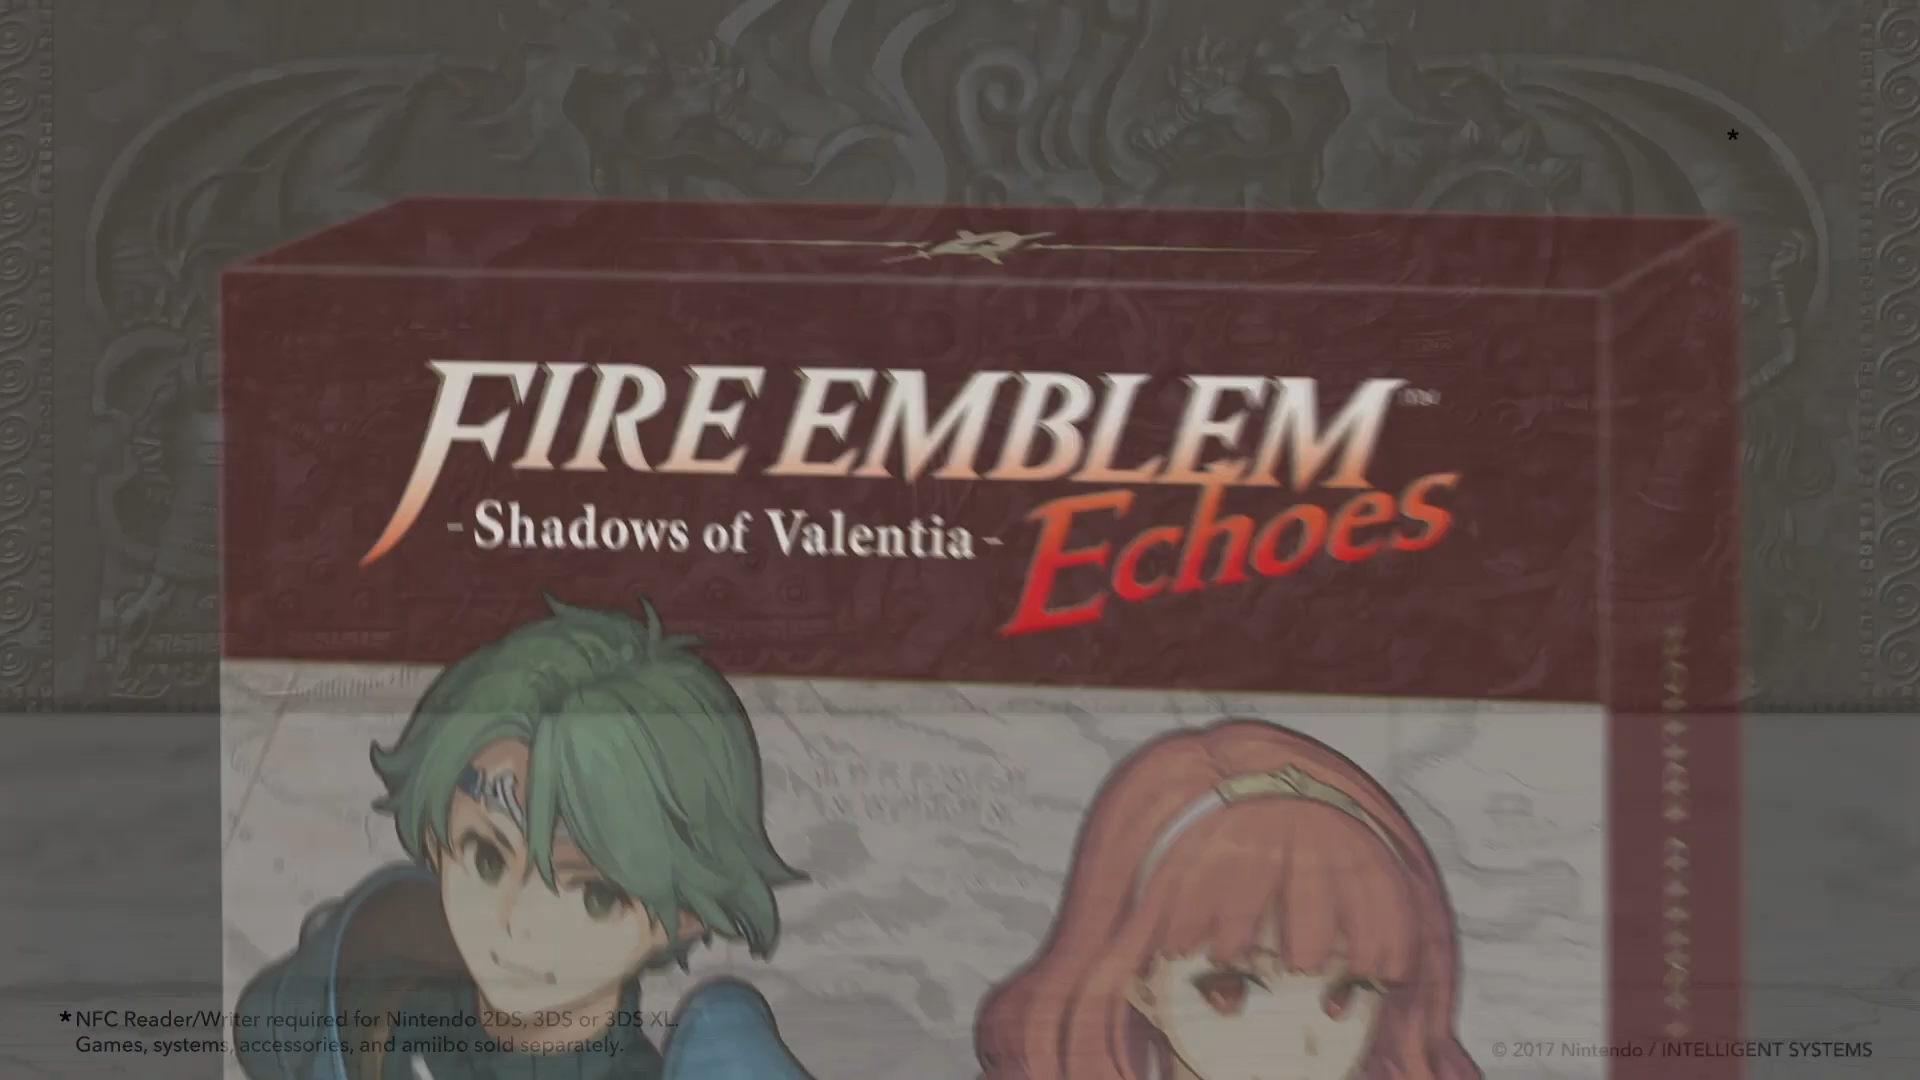 *
FIRE EMBLEM™
Echoes
-Shadows of Valentia-
*NFC Reader/Writer required for Nintendo 2DS, 3DS or 3DS XL.
Games, systems, accessories, and amiibo sold separately.
© 2017 Nintendo / INTELLIGENT SYSTEMS